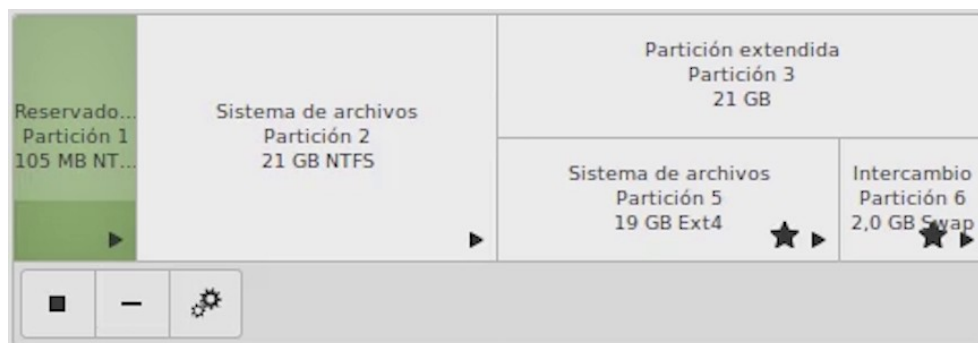 Reservado...
Partición 1
105 MB NT...
Sistema de archivos
Partición 2
21 GB NTFS
Partición extendida
Partición 3
21 GB
Sistema de archivos
Partición 5
19 GB Ext4
Intercambio
Partición 6
2,0 GB Swap